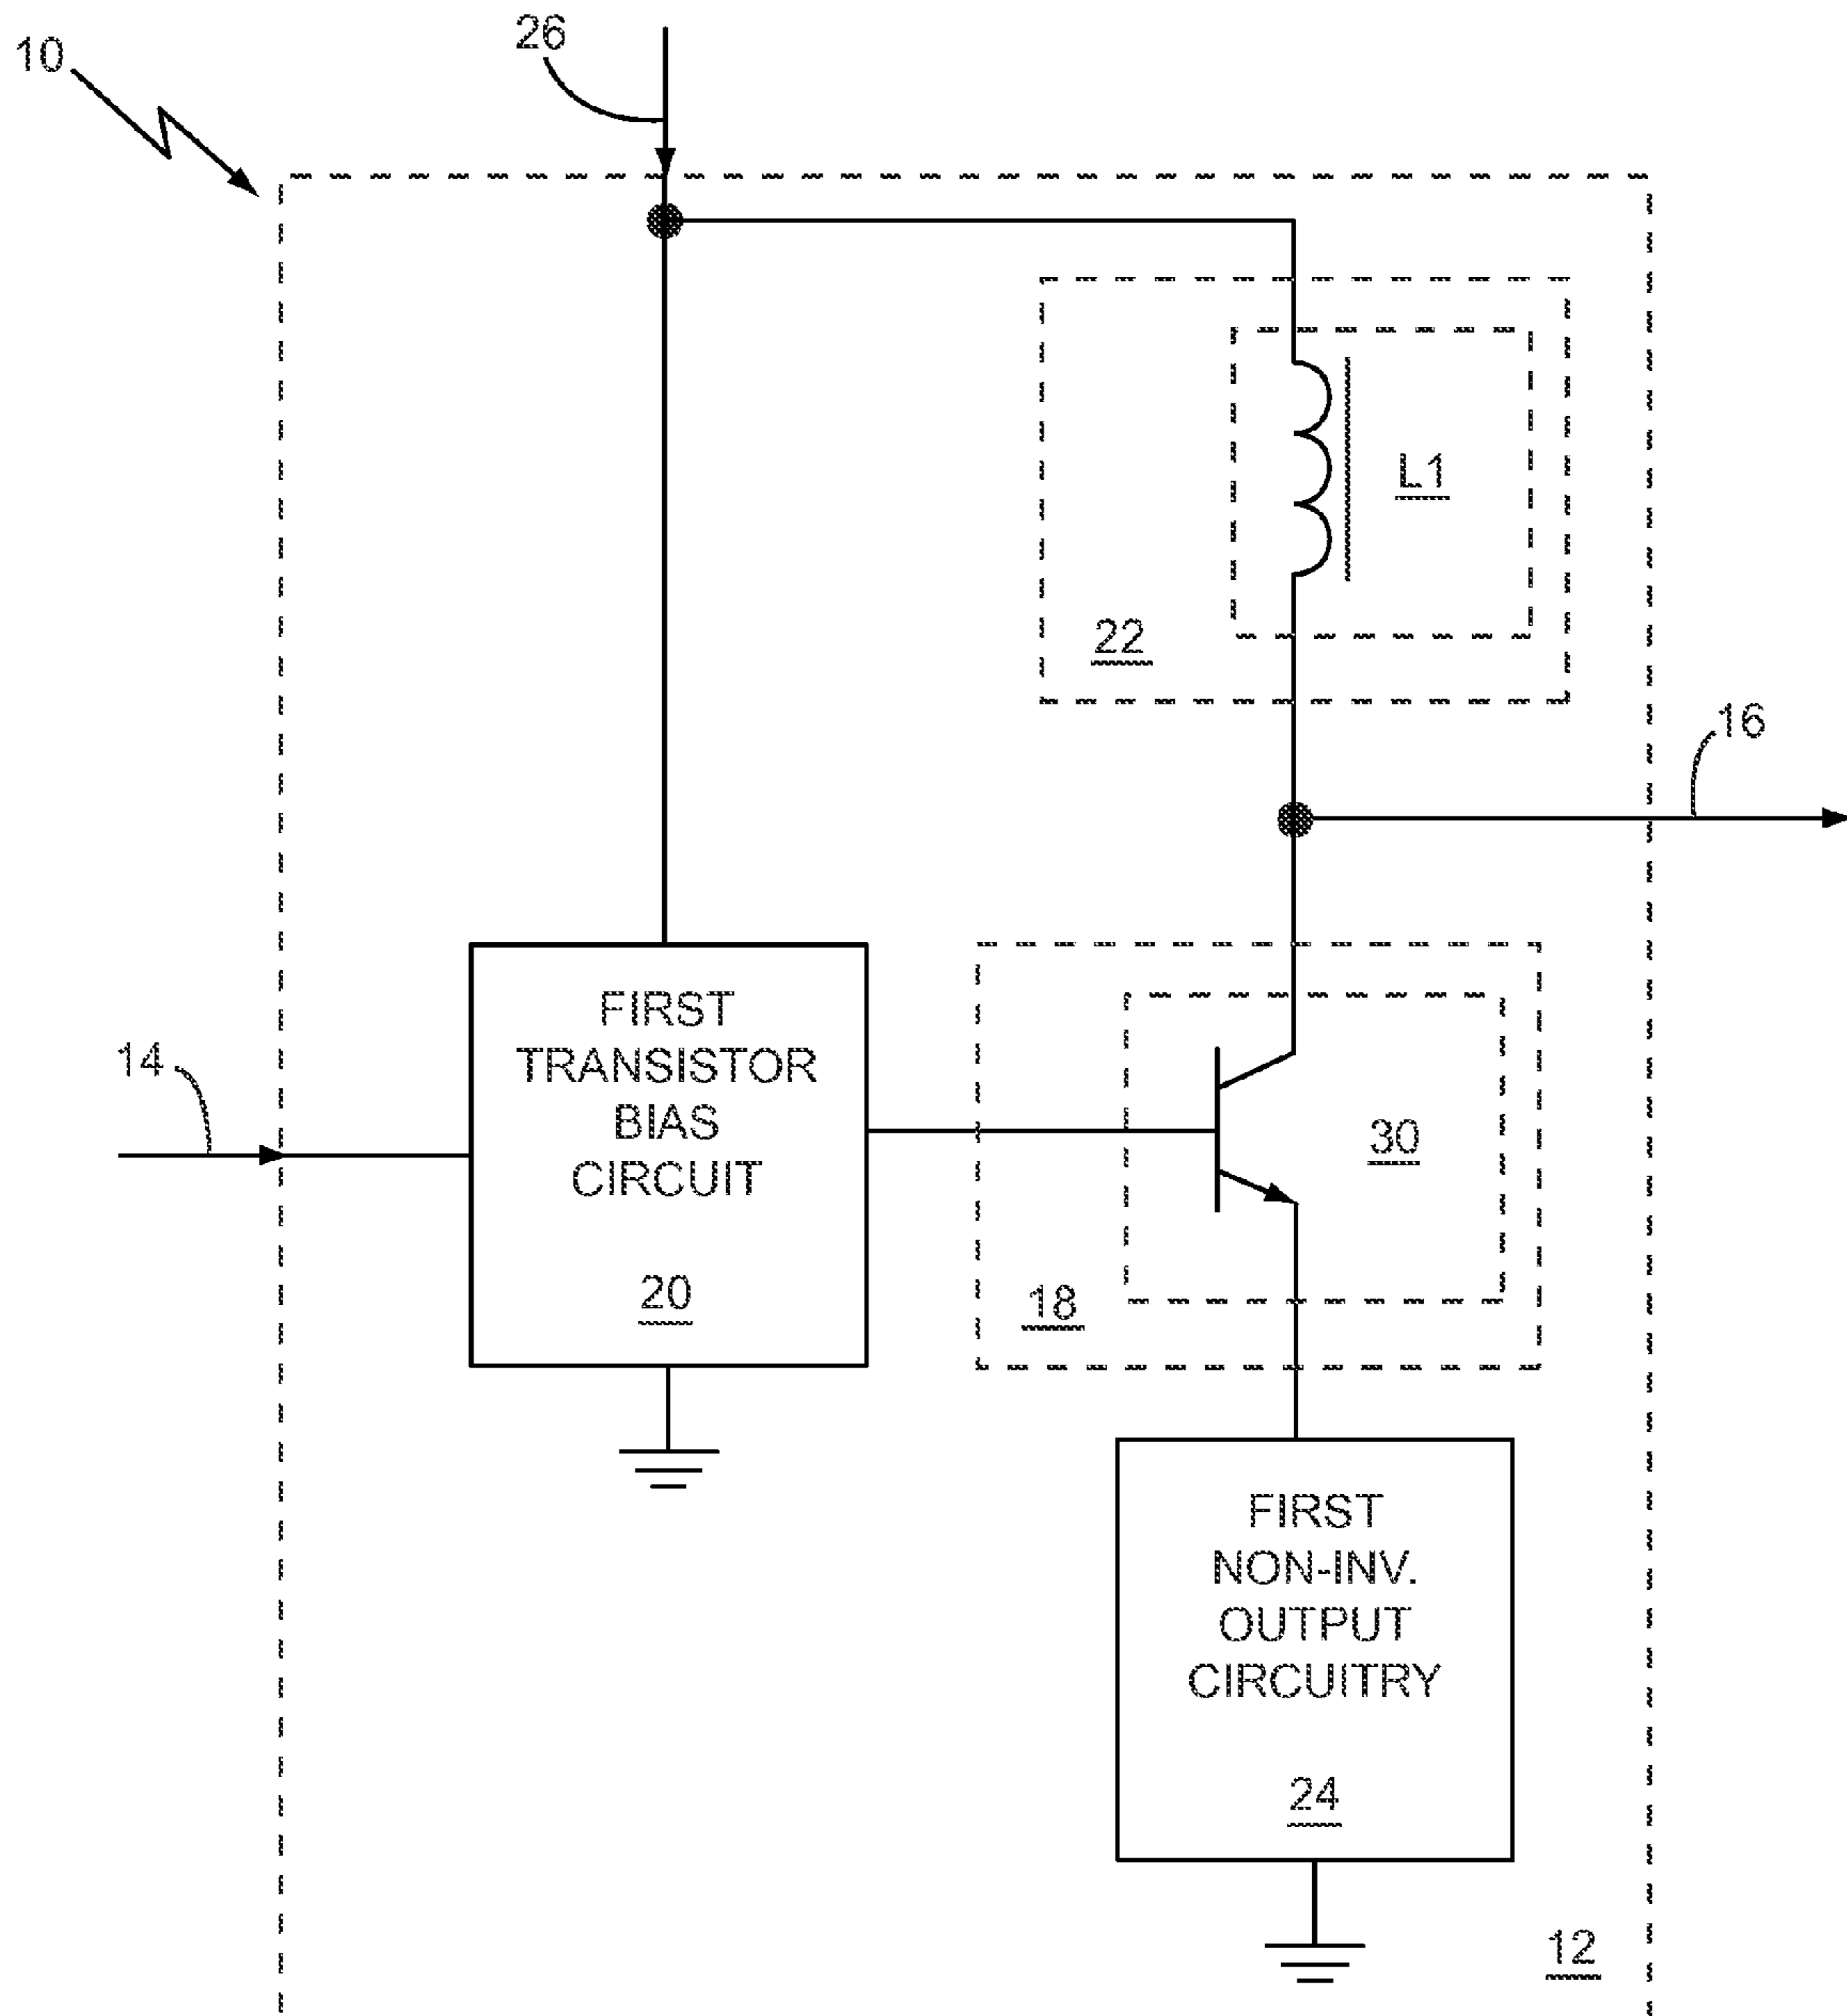 10
26
L1
22
16
FIRST
TRANSISTOR
BIAS
CIRCUIT
20
14
30
18
FIRST
NON-INV.
OUTPUT
CIRCUITRY
24
12